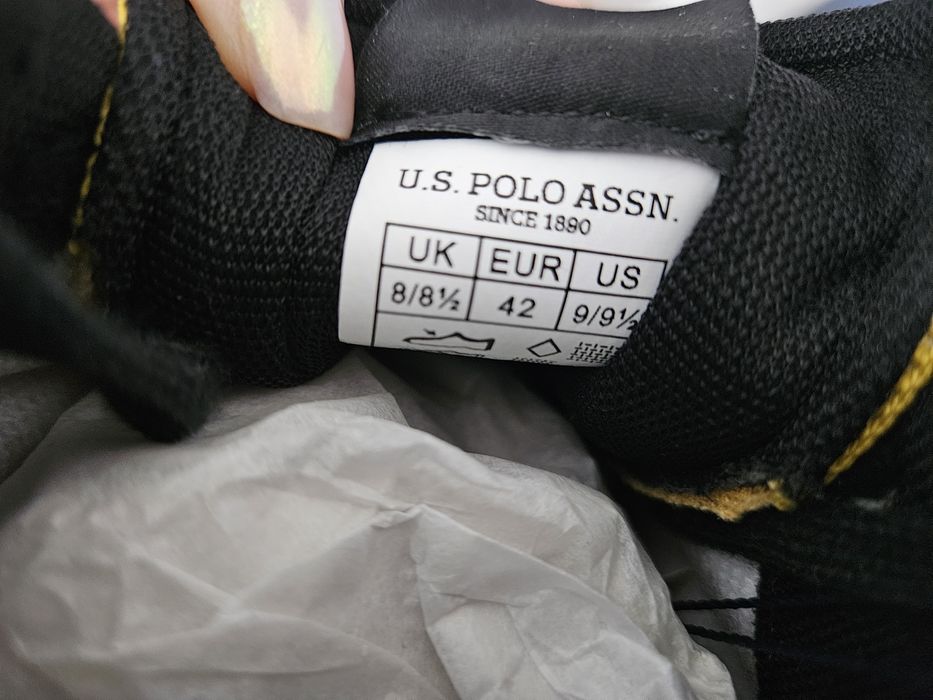 U.S. POLO ASSN.
SINCE 1890
UK EUR US
8/8½ 42 9/9½